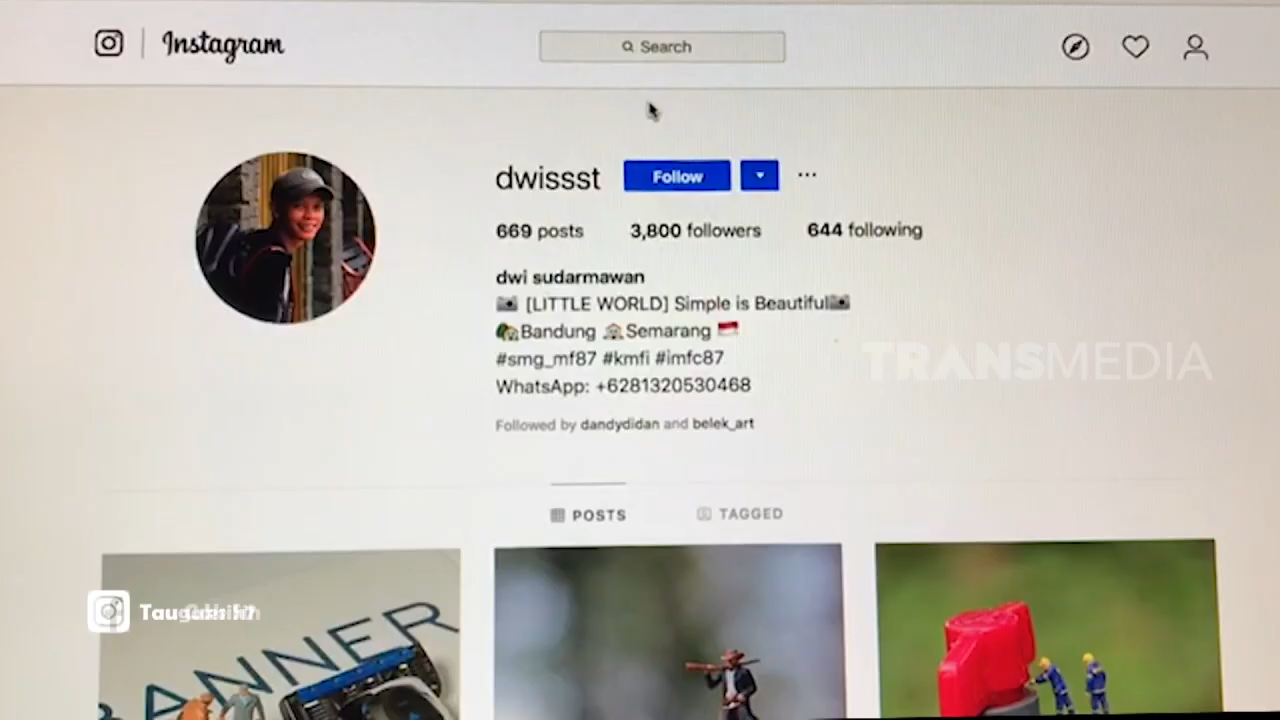 Instagram
Search
dwissst Follow
669 posts 3,800 followers 644 following
dwi sudarmawan
[LITTLE WORLD] Simple is Beautiful
Bandung Semarang
#smg_mf87 #kmfi #imfc87
WhatsApp: +6281320530468
Followed by dandydidan and belek_art
TRANSMEDIA
POSTS TAGGED
ANNER